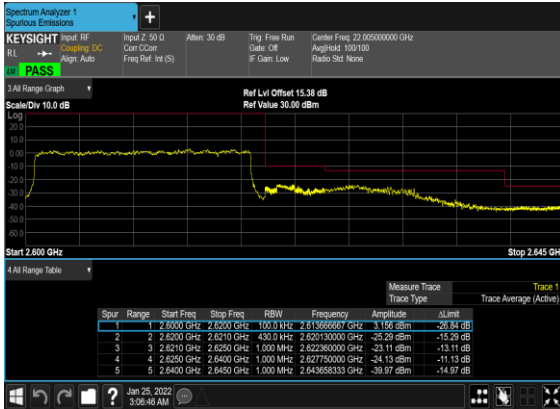 Spectrum Analyzer 1
Spurious Emissions
KEYSIGHT Input: RF Input Z: 50 Ω Atten: 30 dB Trig: Free Run Center Freq: 22.005000000 GHz
RL Coupling: DC Corr CCorr Gate: Off Avg|Hold: 100/100
Align: Auto Freq Ref: Int (S) IF Gain: Low Radio Std: None
PASS
3 All Range Graph
Ref Lvl Offset 15.38 dB
Scale/Div 10.0 dB Ref Value 30.00 dBm
Log
20.0
10.0
0.00
-10.0
-20.0
-30.0
-40.0
-50.0
-60.0
Start 2.600 GHz Stop 2.645 GH
4 All Range Table
Measure Trace Trace 1
Trace Type Trace Average (Active)
Spur Range Start Freq Stop Freq RBW Frequency Amplitude ΔLimit
1 1 2.6000 GHz 2.6200 GHz 100.0 kHz 2.613666667 GHz 3.156 dBm -26.84 dB
2 2 2.6200 GHz 2.6210 GHz 430.0 kHz 2.620130000 GHz -25.29 dBm -15.29 dB
3 3 2.6210 GHz 2.6250 GHz 1.000 MHz 2.622360000 GHz -23.11 dBm -13.11 dB
4 4 2.6250 GHz 2.6400 GHz 1.000 MHz 2.627750000 GHz -24.13 dBm -11.13 dB
5 5 2.6400 GHz 2.6450 GHz 1.000 MHz 2.643658333 GHz -39.97 dBm -14.97 dB
Jan 25, 2022
3:06:46 AM